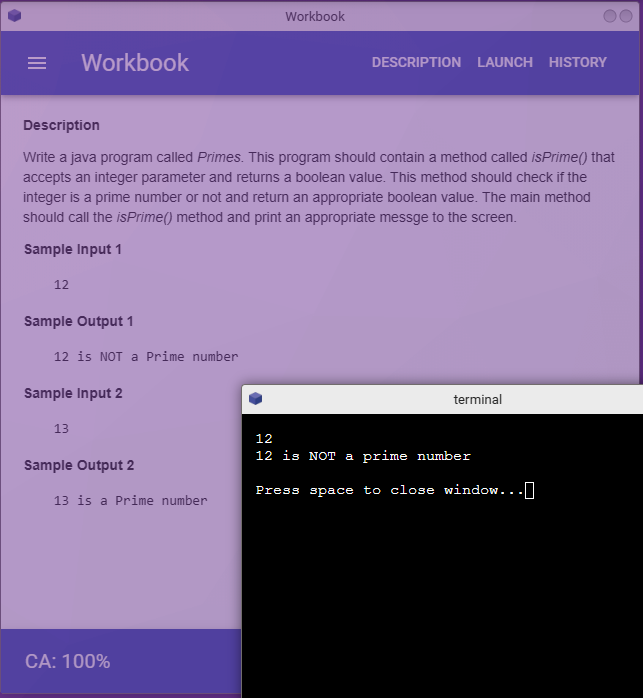 Workbook
Workbook
DESCRIPTION LAUNCH HISTORY
Description
Write a java program called Primes. This program should contain a method called isPrime() that
accepts an integer parameter and returns a boolean value. This method should check if the
integer is a prime number or not and return an appropriate boolean value. The main method
should call the isPrime() method and print an appropriate messge to the screen.
Sample Input 1
12
Sample Output 1
12 is NOT a Prime number
Sample Input 2
13
Sample Output 2
13 is a Prime number
terminal
12
12 is NOT a prime number
Press space to close window...
CA: 100%